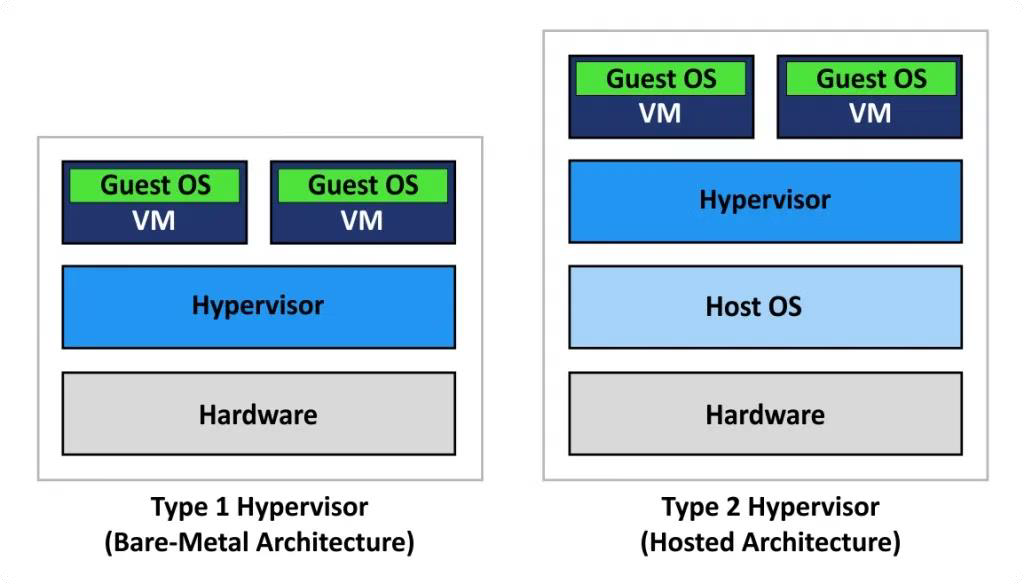 Guest OS
VM
Guest OS
VM
Hypervisor
Hardware
Type 1 Hypervisor
(Bare-Metal Architecture)
Guest OS
VM
Guest OS
VM
Hypervisor
Host OS
Hardware
Type 2 Hypervisor
(Hosted Architecture)